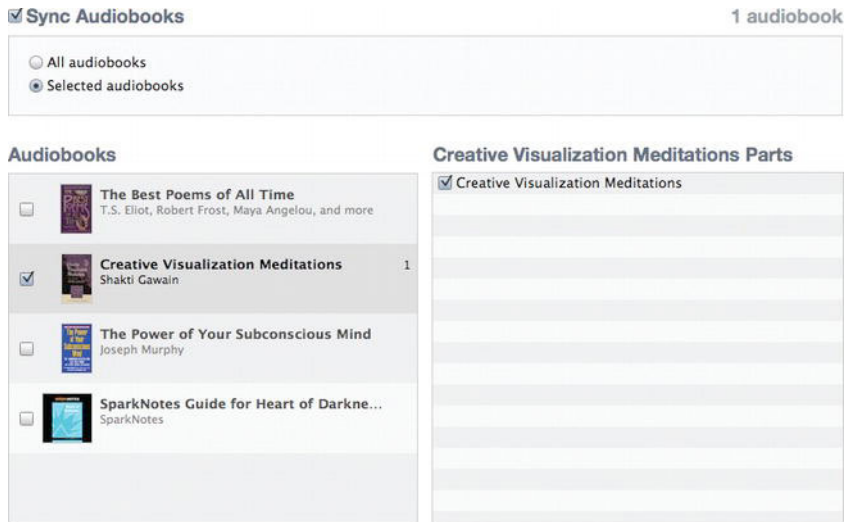 Sync Audiobooks
1 audiobook
All audiobooks
Selected audiobooks
Audiobooks
The Best Poems of All Time
T.S. Eliot, Robert Frost, Maya Angelou, and more
Creative Visualization Meditations 1
Shakti Gawain
The Power of Your Subconscious Mind
Joseph Murphy
SparkNotes Guide for Heart of Darkne...
SparkNotes
Creative Visualization Meditations Parts
Creative Visualization Meditations